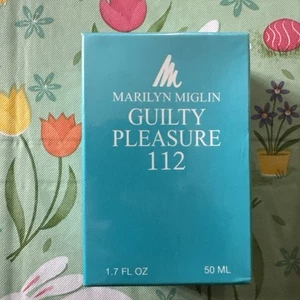 MARILYN MIGLIN
GUILTY
PLEASURE
112
1.7 FL OZ 50 ML